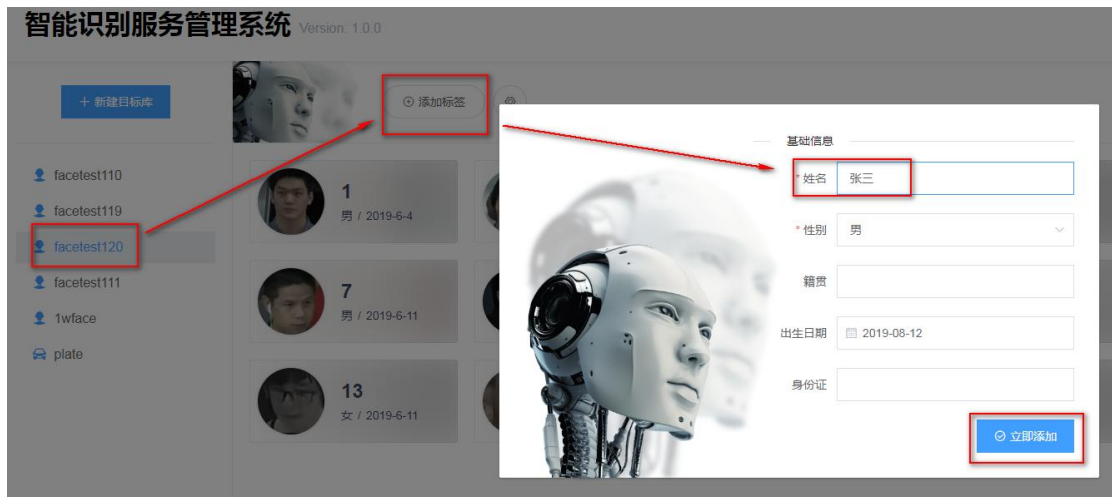 智能识别服务管理系统 Version: 1.0.0
+ 新建目标库
添加标签
facetest110
facetest119
facetest120
facetest111
1wface
plate
1
男 / 2019-6-4
7
男 / 2019-6-11
13
女 / 2019-6-11
基础信息
* 姓名 张三
* 性别 男
籍贯
出生日期 2019-08-12
身份证
立即添加